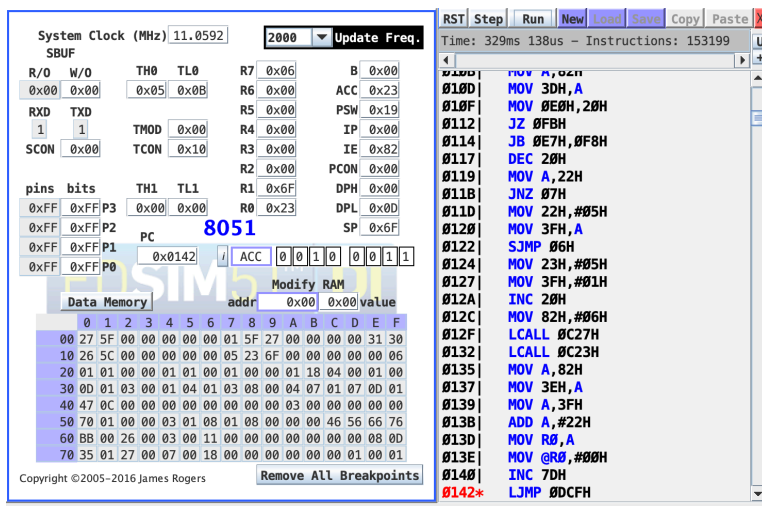 System Clock (MHz) 11.0592 2000 Update Freq.
SBUF
R/O W/O TH0 TL0 R7 0x06 B 0x00
0x00 0x00 0x05 0x0B R6 0x00 ACC 0x23
RXD TXD R5 0x00 PSW 0x19
1 1 TMOD 0x00 R4 0x00 IP 0x00
SCON 0x00 TCON 0x10 R3 0x00 IE 0x82
R2 0x00 PCON 0x00
pins bits TH1 TL1 R1 0x6F DPH 0x00
0xFF 0xFF P3 0x00 0x00 R0 0x23 DPL 0x0D
0xFF 0xFF P2 8051 SP 0x6F
0xFF 0xFF P1 PC
0x0142 i ACC 0 0 1 0 0 0 1 1
0xFF 0xFF P0
Modify RAM
Data Memory addr 0x00 0x00 value
0 1 2 3 4 5 6 7 8 9 A B C D E F
00 27 5F 00 00 00 00 00 01 5F 27 00 00 00 00 31 30
10 26 5C 00 00 00 00 00 05 23 6F 00 00 00 00 00 06
20 01 01 00 00 01 01 00 01 00 00 01 18 04 00 01 00
30 0D 01 03 00 01 04 01 03 08 00 04 07 01 07 0D 01
40 47 0C 00 00 00 00 00 00 00 03 00 00 00 00 00 00
50 70 01 00 00 03 01 08 01 08 00 00 00 46 56 66 76
60 BB 00 26 00 03 00 11 00 00 00 00 00 00 00 08 0D
70 35 01 27 00 07 00 18 00 00 00 00 00 00 01 00 01
Copyright ©2005-2016 James Rogers Remove All Breakpoints
RST Step Run New Load Save Copy Paste X
Time: 329ms 138us - Instructions: 153199
010B| MOV A,82H
010D| MOV 3DH,A
010F| MOV 0E0H,20H
0112| JZ 0FBH
0114| JB 0E7H,0F8H
0117| DEC 20H
0119| MOV A,22H
011B| JNZ 07H
011D| MOV 22H,#05H
0120| MOV 3FH,A
0122| SJMP 06H
0124| MOV 23H,#05H
0127| MOV 3FH,#01H
012A| INC 20H
012C| MOV 82H,#06H
012F| LCALL 0C27H
0132| LCALL 0C23H
0135| MOV A,82H
0137| MOV 3EH,A
0139| MOV A,3FH
013B| ADD A,#22H
013D| MOV R0,A
013E| MOV @R0,#00H
0140| INC 7DH
0142* LJMP 0DCFH